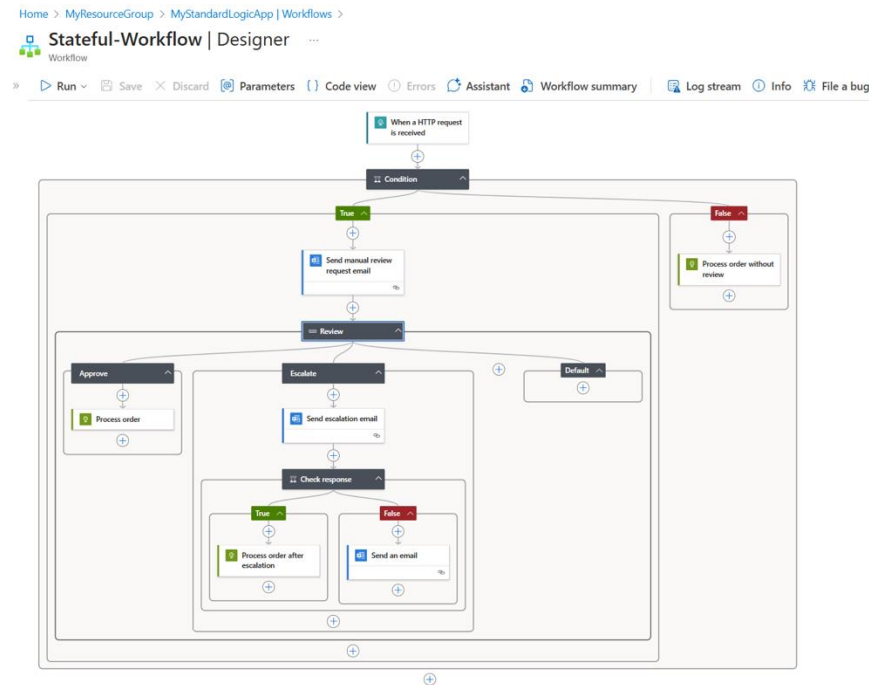 Home > MyResourceGroup > MyStandardLogicApp | Workflows >
Stateful-Workflow | Designer ...
Workflow
» Run Save Discard Parameters Code view Errors Assistant Workflow summary Log stream Info File a bug
When a HTTP request
is received
Condition
True
False
Send manual review
request email
Process order without
review
Review
Approve
Escalate
Default
Process order
Send escalation email
Check response
True
False
Process order after
escalation
Send an email